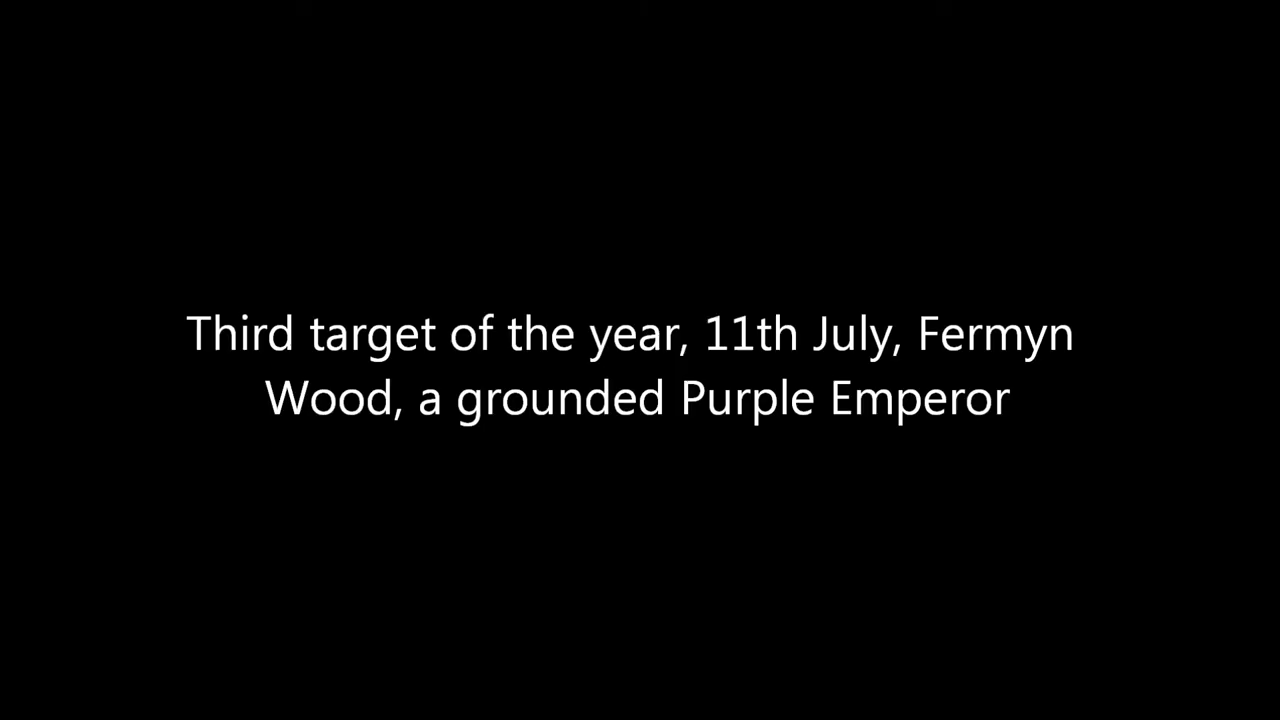 Third target of the year, 11th July, Fermyn
Wood, a grounded Purple Emperor